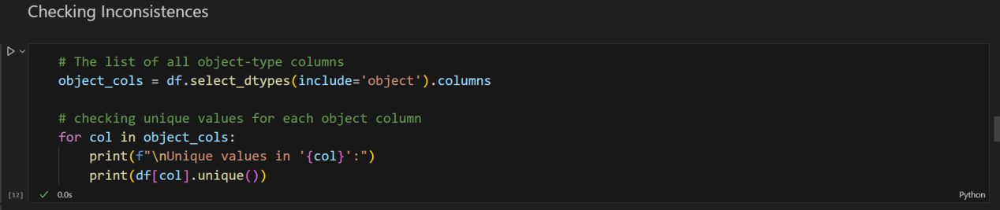 Checking Inconsistences
# The list of all object-type columns
object_cols = df.select_dtypes(include='object').columns
# checking unique values for each object column
for col in object_cols:
    print(f"\nUnique values in '{col}':")
    print(df[col].unique())
[12]
0.0s
Python